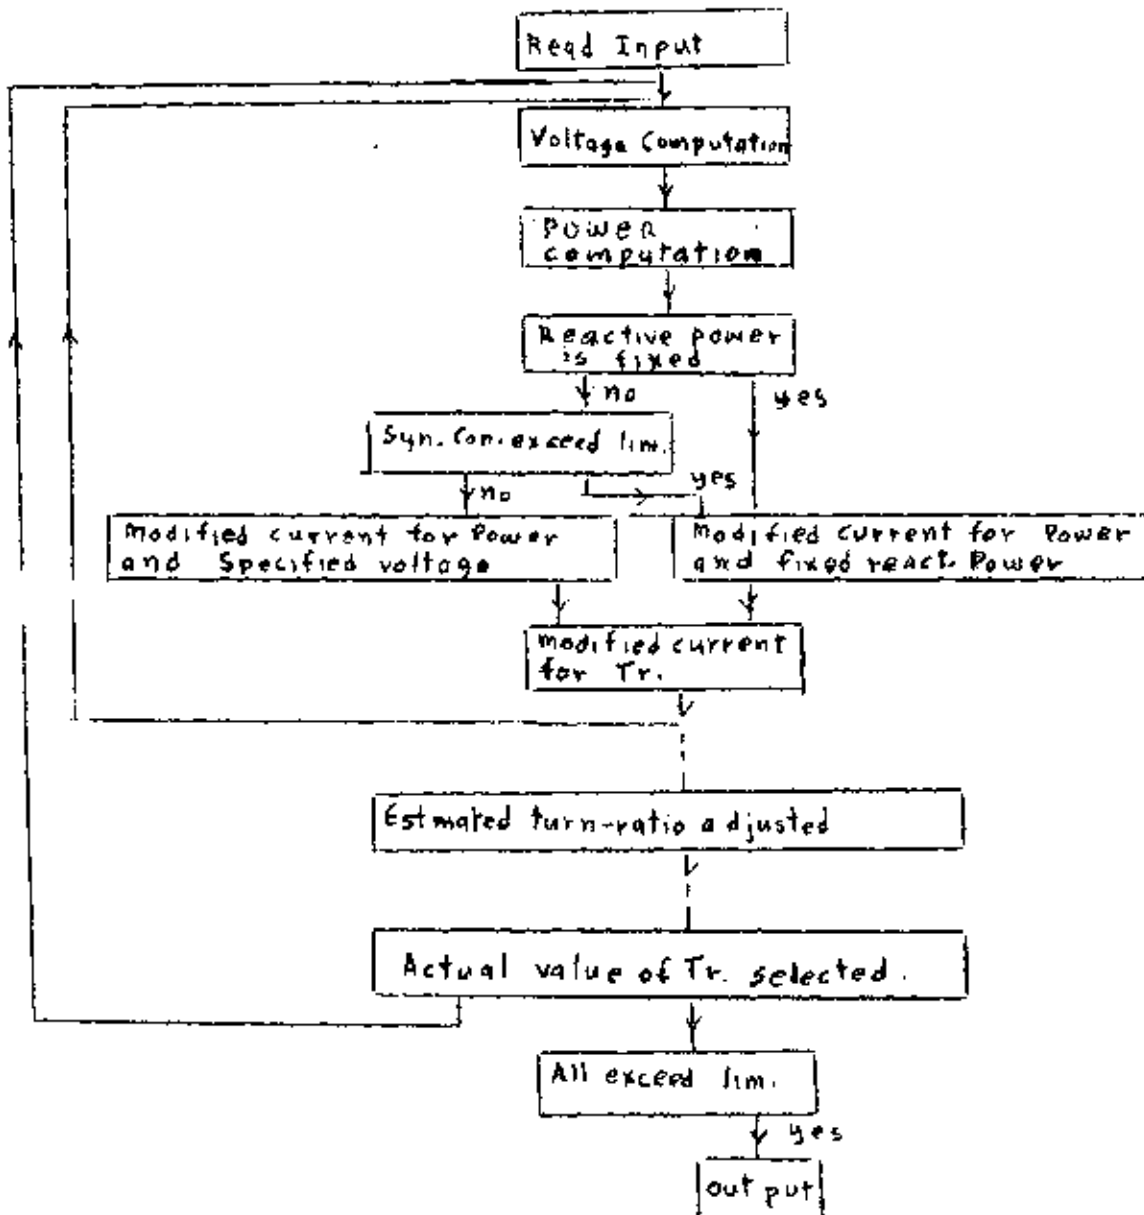 Read Input
Voltage Computation
Power
computation
Reactive power
is fixed
no
yes
Syn. Con. exceed lim.
no
yes
Modified current for Power
and Specified voltage
Modified current for Power
and fixed react. Power
modified current
for Tr.
Estmated turn-ratio adjusted
Actual value of Tr. selected.
All exceed lim.
yes
out put